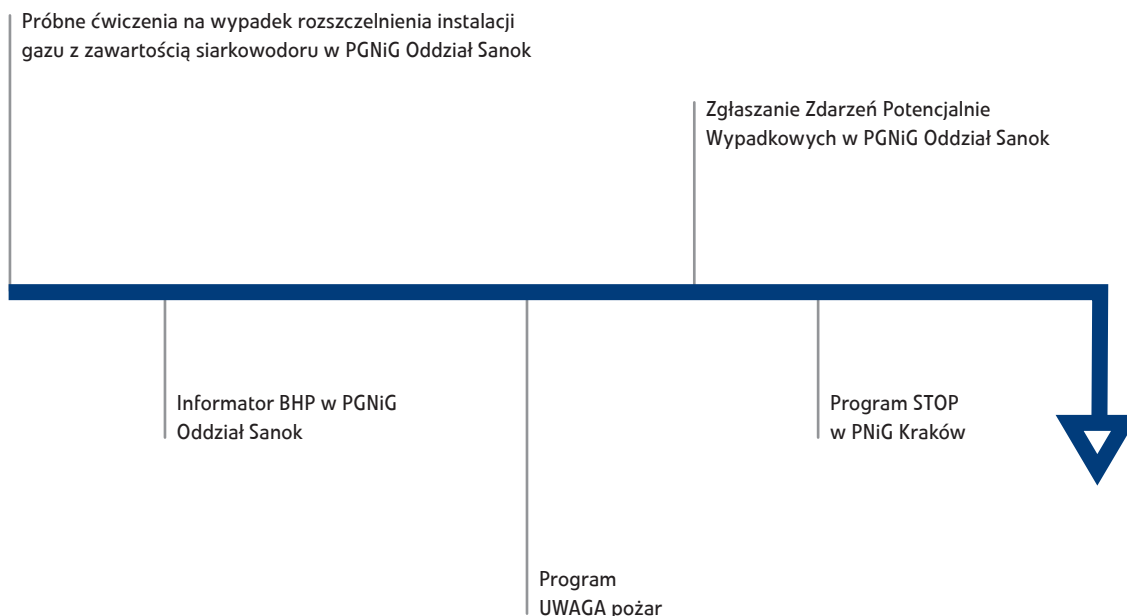 Próbne ćwiczenia na wypadek rozszczelnienia instalacji
gazu z zawartością siarkowodoru w PGNiG Oddział Sanok
Zgłaszanie Zdarzeń Potencjalnie
Wypadkowych w PGNiG Oddział Sanok
Informator BHP w PGNiG
Oddział Sanok
Program STOP
w PNiG Kraków
Program
UWAGA pożar